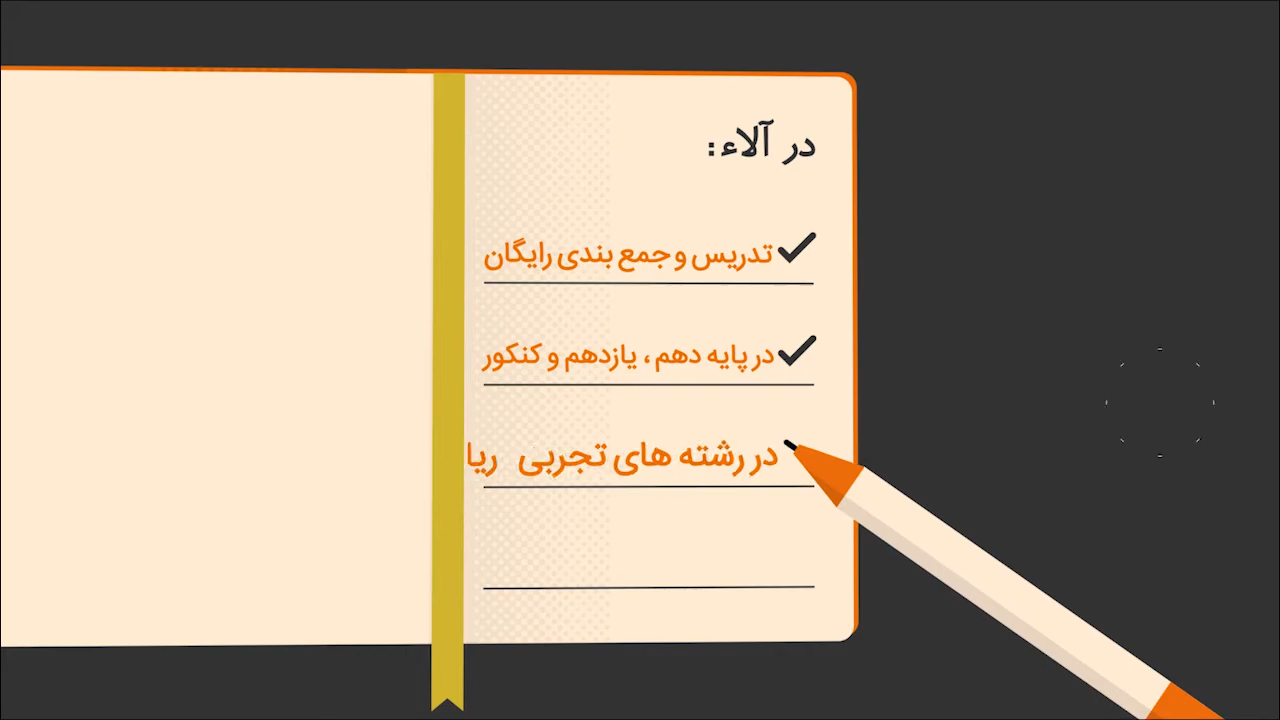 در آلاء:
تدریس و جمع بندی رایگان
در پایه دهم ، یازدهم و کنکور
در رشته های تجربی ریا